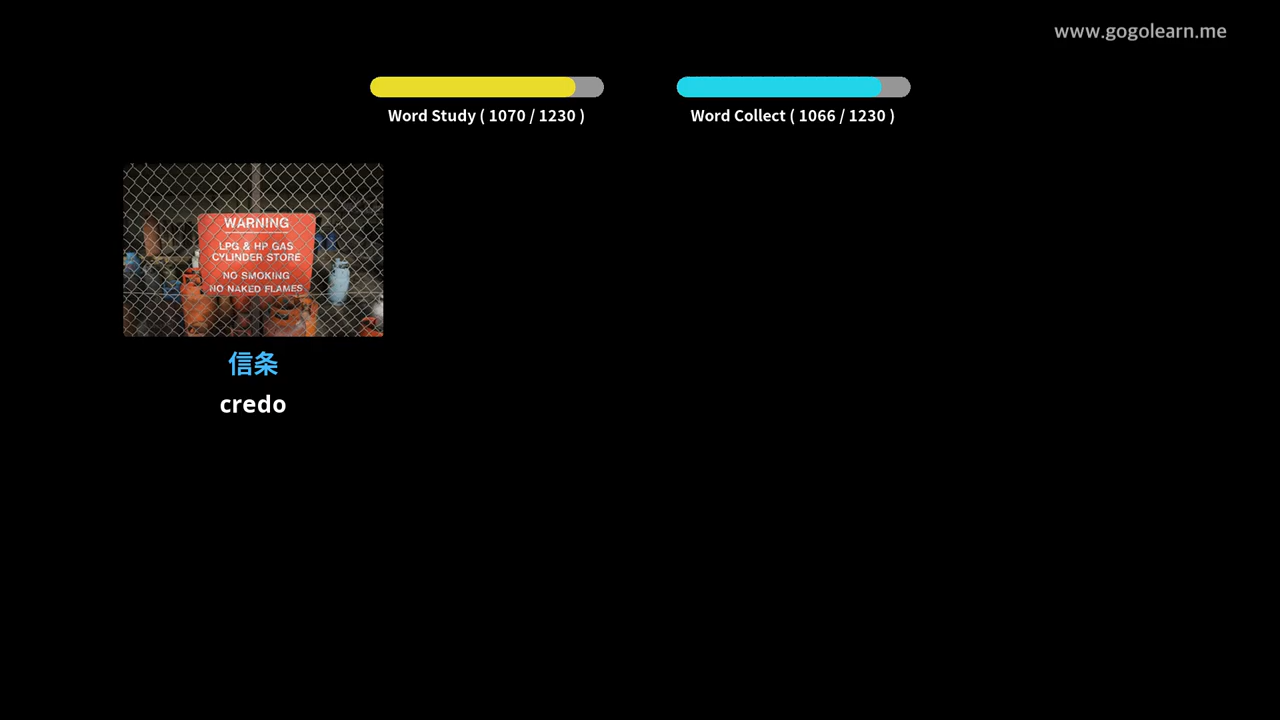 www.gogolearn.me
Word Study ( 1070 / 1230 )
Word Collect ( 1066 / 1230 )
WARNING
LPG & HP GAS
CYLINDER STORE
NO SMOKING
NO NAKED FLAMES
信条
credo